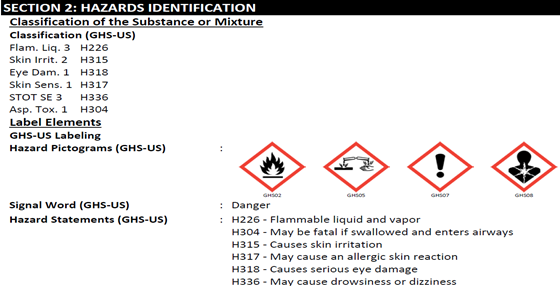 SECTION 2: HAZARDS IDENTIFICATION
Classification of the Substance or Mixture
Classification (GHS-US)
Flam. Liq. 3 H226
Skin Irrit. 2 H315
Eye Dam. 1 H318
Skin Sens. 1 H317
STOT SE 3 H336
Asp. Tox. 1 H304
Label Elements
GHS-US Labeling
Hazard Pictograms (GHS-US) :
GHS02 GHS05 GHS07 GHS08
Signal Word (GHS-US) : Danger
Hazard Statements (GHS-US) : H226 - Flammable liquid and vapor
H304 - May be fatal if swallowed and enters airways
H315 - Causes skin irritation
H317 - May cause an allergic skin reaction
H318 - Causes serious eye damage
H336 - May cause drowsiness or dizziness